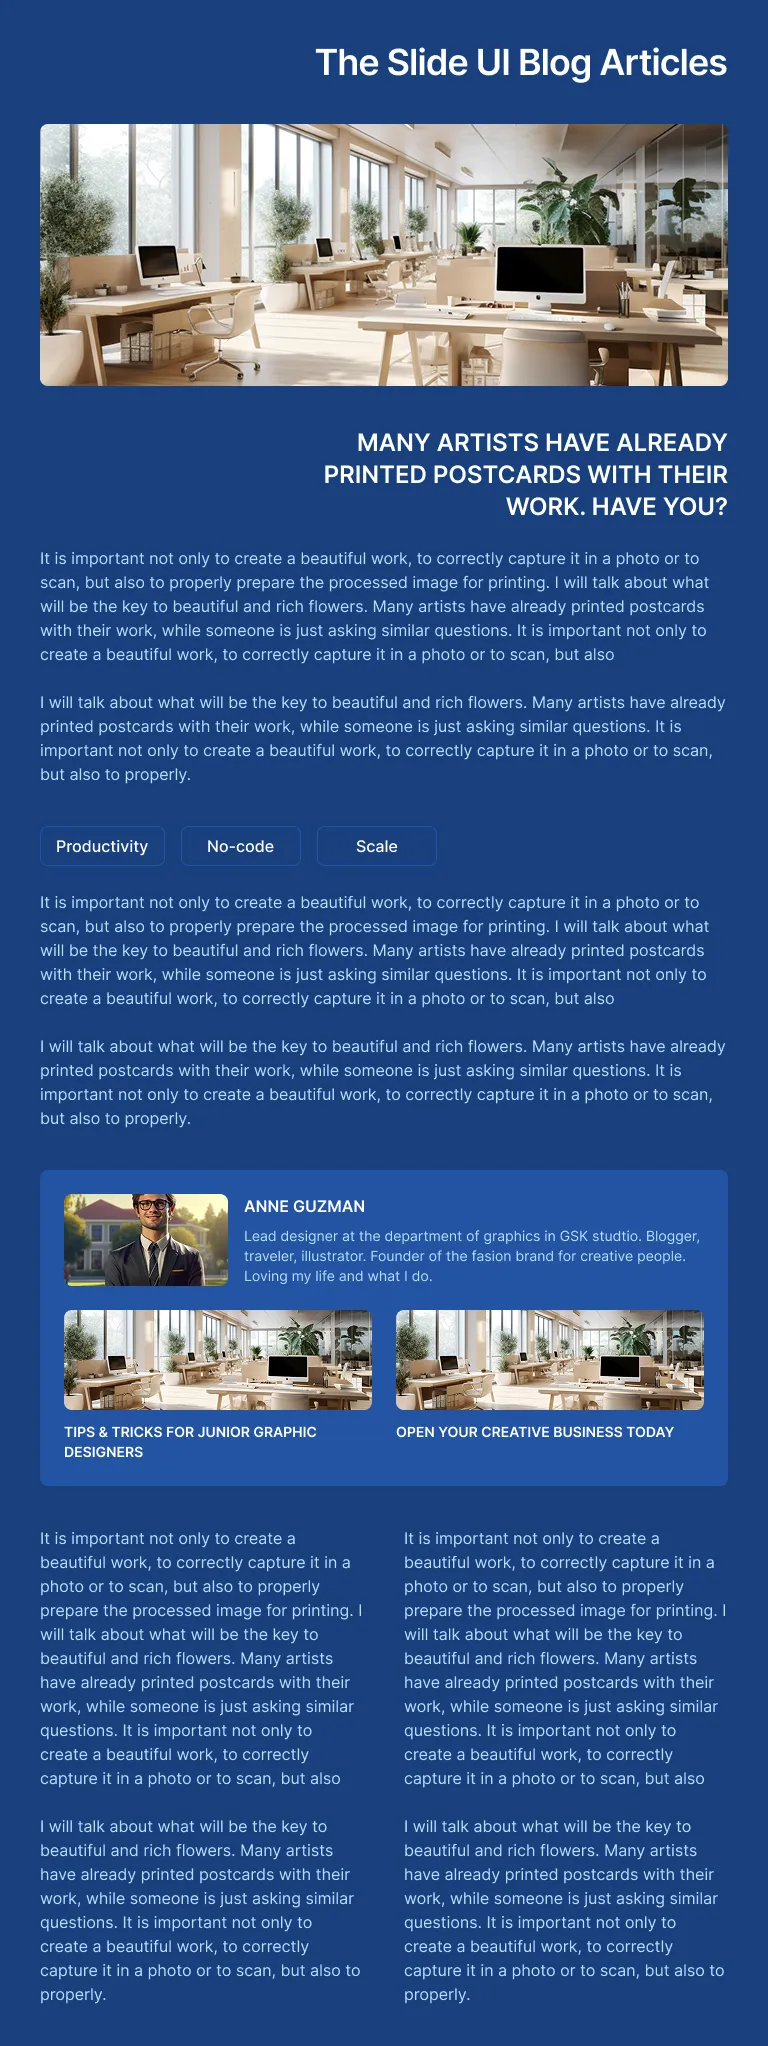 The Slide UI Blog Articles
MANY ARTISTS HAVE ALREADY
PRINTED POSTCARDS WITH THEIR
WORK. HAVE YOU?
It is important not only to create a beautiful work, to correctly capture it in a photo or to
scan, but also to properly prepare the processed image for printing. I will talk about what
will be the key to beautiful and rich flowers. Many artists have already printed postcards
with their work, while someone is just asking similar questions. It is important not only to
create a beautiful work, to correctly capture it in a photo or to scan, but also
I will talk about what will be the key to beautiful and rich flowers. Many artists have already
printed postcards with their work, while someone is just asking similar questions. It is
important not only to create a beautiful work, to correctly capture it in a photo or to scan,
but also to properly.
Productivity
No-code
Scale
It is important not only to create a beautiful work, to correctly capture it in a photo or to
scan, but also to properly prepare the processed image for printing. I will talk about what
will be the key to beautiful and rich flowers. Many artists have already printed postcards
with their work, while someone is just asking similar questions. It is important not only to
create a beautiful work, to correctly capture it in a photo or to scan, but also
I will talk about what will be the key to beautiful and rich flowers. Many artists have already
printed postcards with their work, while someone is just asking similar questions. It is
important not only to create a beautiful work, to correctly capture it in a photo or to scan,
but also to properly.
ANNE GUZMAN
Lead designer at the department of graphics in GSK studtio. Blogger,
traveler, illustrator. Founder of the fasion brand for creative people.
Loving my life and what I do.
TIPS & TRICKS FOR JUNIOR GRAPHIC
DESIGNERS
OPEN YOUR CREATIVE BUSINESS TODAY
It is important not only to create a
beautiful work, to correctly capture it in a
photo or to scan, but also to properly
prepare the processed image for printing. I
will talk about what will be the key to
beautiful and rich flowers. Many artists
have already printed postcards with their
work, while someone is just asking similar
questions. It is important not only to
create a beautiful work, to correctly
capture it in a photo or to scan, but also
I will talk about what will be the key to
beautiful and rich flowers. Many artists
have already printed postcards with their
work, while someone is just asking similar
questions. It is important not only to
create a beautiful work, to correctly
capture it in a photo or to scan, but also to
properly.
It is important not only to create a
beautiful work, to correctly capture it in a
photo or to scan, but also to properly
prepare the processed image for printing. I
will talk about what will be the key to
beautiful and rich flowers. Many artists
have already printed postcards with their
work, while someone is just asking similar
questions. It is important not only to
create a beautiful work, to correctly
capture it in a photo or to scan, but also
I will talk about what will be the key to
beautiful and rich flowers. Many artists
have already printed postcards with their
work, while someone is just asking similar
questions. It is important not only to
create a beautiful work, to correctly
capture it in a photo or to scan, but also to
properly.